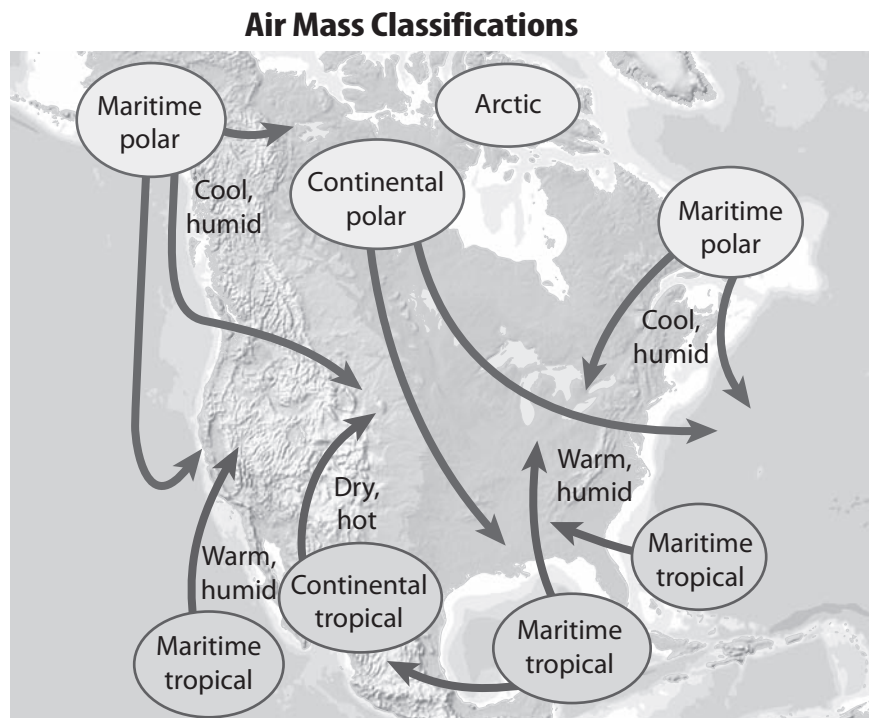 Air Mass Classifications
Maritime
polar
Arctic
Cool,
humid
Continental
polar
Maritime
polar
Cool,
humid
Dry,
hot
Warm,
humid
Warm,
humid
Continental
tropical
Maritime
tropical
Maritime
tropical
Maritime
tropical